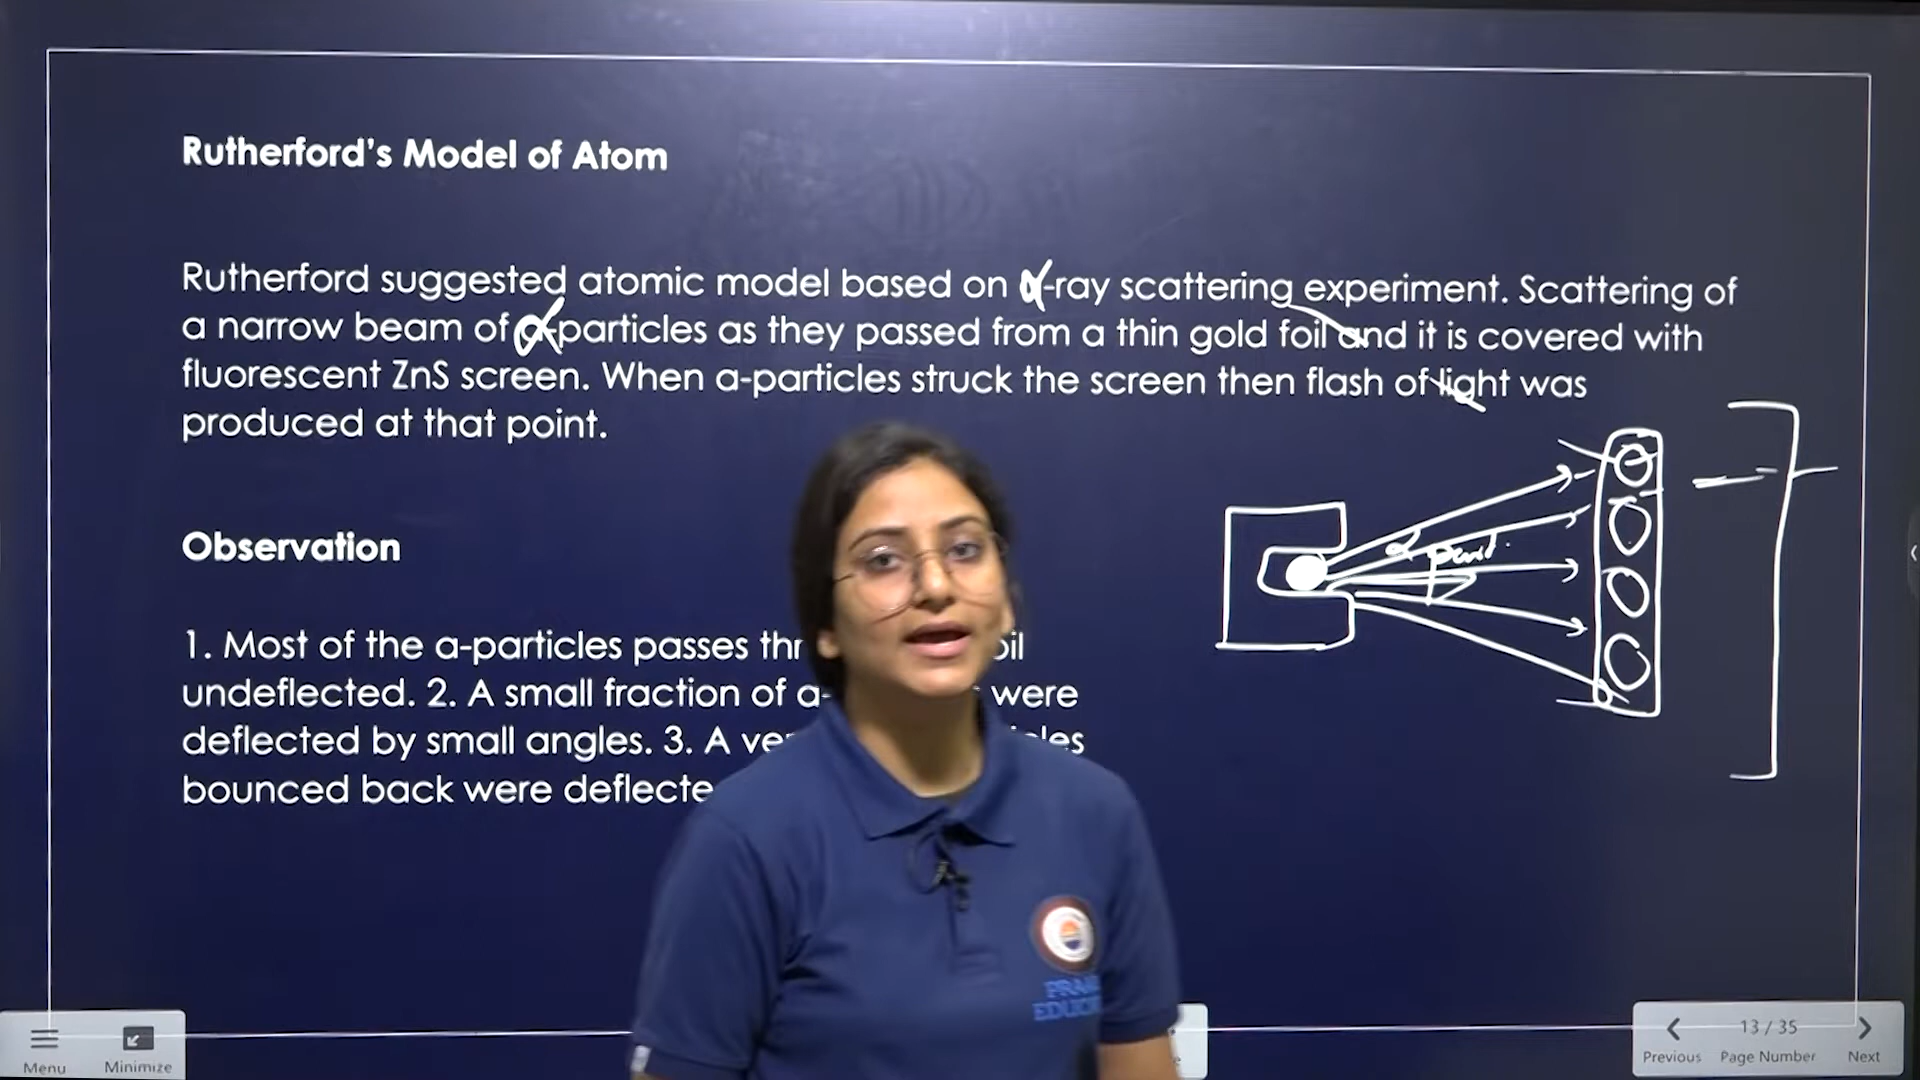 Rutherford's Model of Atom
Rutherford suggested atomic model based on α-ray scattering experiment. Scattering of
a narrow beam of α-particles as they passed from a thin gold foil and it is covered with
fluorescent ZnS screen. When a-particles struck the screen then flash of light was
produced at that point.
Observation
1. Most of the a-particles passes
undeflected. 2. A small fraction of a- were
deflected by small angles. 3. A
bounced back were
α
Menu
Minimize
13 / 35
Previous Page Number Next